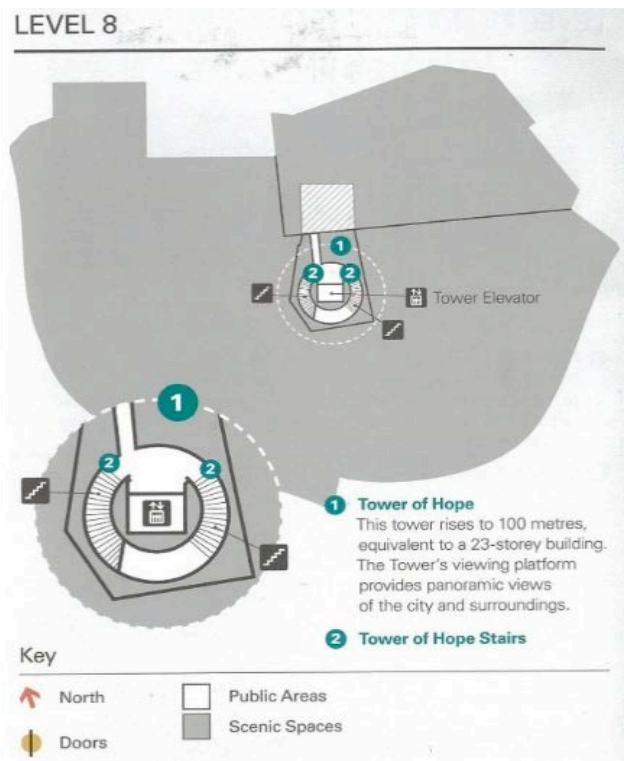 LEVEL 8
1
2 2
Tower Elevator
1
2 2
1 Tower of Hope
This tower rises to 100 metres,
equivalent to a 23-storey building.
The Tower's viewing platform
provides panoramic views
of the city and surroundings.
2 Tower of Hope Stairs
Key
North
Public Areas
Scenic Spaces
Doors